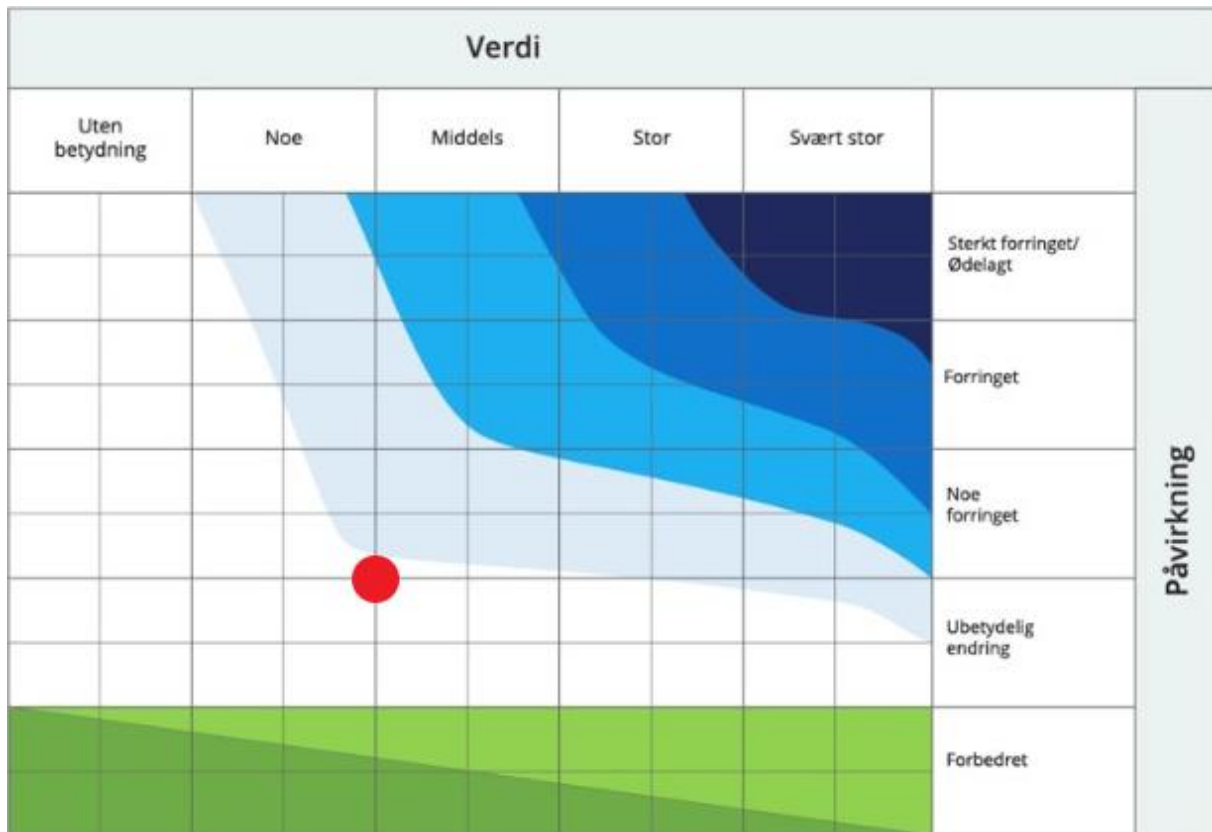 Verdi
Uten
betydning
Noe
Middels
Stor
Svært stor
Sterkt forringet/
Ødelagt
Forringet
Noe
forringet
Ubetydelig
endring
Forbedret
Påvirkning